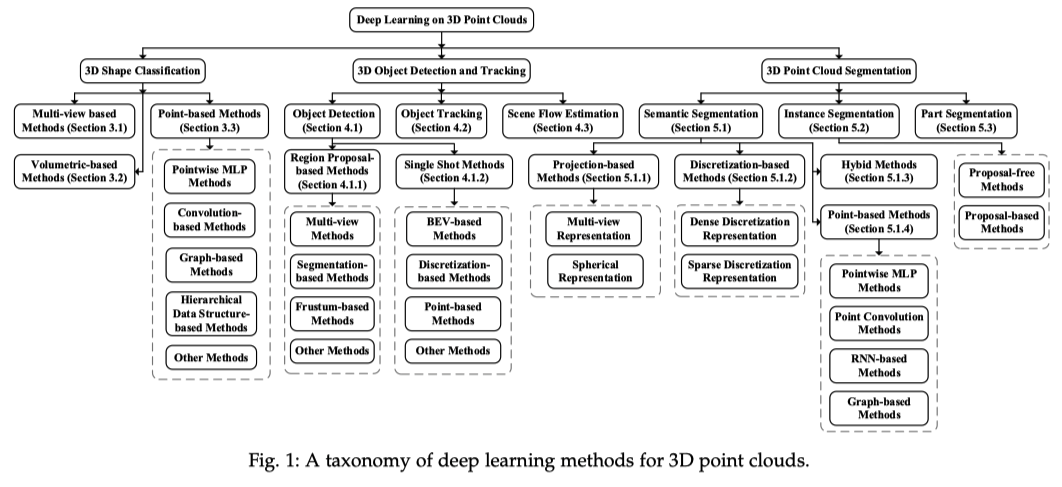 Deep Learning on 3D Point Clouds
3D Shape Classification
3D Object Detection and Tracking
3D Point Cloud Segmentation
Multi-view based
Methods (Section 3.1)
Point-based Methods
(Section 3.3)
Object Detection
(Section 4.1)
Object Tracking
(Section 4.2)
Scene Flow Estimation
(Section 4.3)
Semantic Segmentation
(Section 5.1)
Instance Segmentation
(Section 5.2)
Part Segmentation
(Section 5.3)
Volumetric-based
Methods (Section 3.2)
Pointwise MLP
Methods
Convolution-
based Methods
Graph-based
Methods
Hierarchical
Data Structure-
based Methods
Other Methods
Region Proposal-
based Methods
(Section 4.1.1)
Multi-view
Methods
Segmentation-
based Methods
Frustum-based
Methods
Other Methods
Single Shot Methods
(Section 4.1.2)
BEV-based
Methods
Discretization-
based Methods
Point-based
Methods
Other Methods
Projection-based
Methods (Section 5.1.1)
Multi-view
Representation
Spherical
Representation
Discretization-based
Methods (Section 5.1.2)
Dense Discretization
Representation
Sparse Discretization
Representation
Hybid Methods
(Section 5.1.3)
Point-based Methods
(Section 5.1.4)
Pointwise MLP
Methods
Point Convolution
Methods
RNN-based
Methods
Graph-based
Methods
Proposal-free
Methods
Proposal-based
Methods
Fig. 1: A taxonomy of deep learning methods for 3D point clouds.